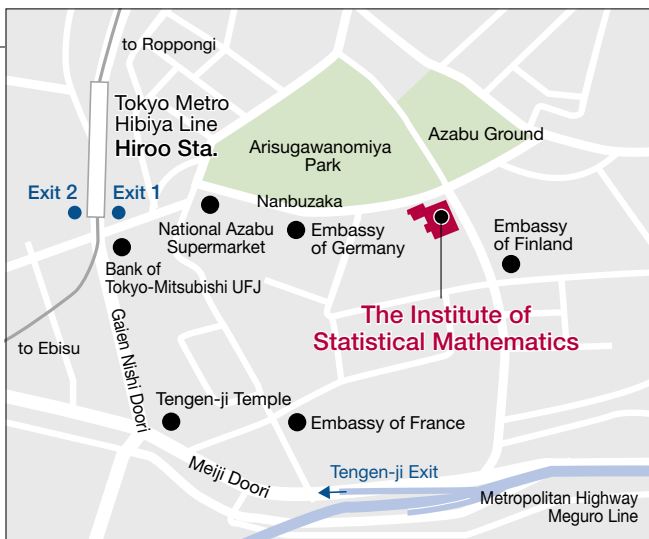 to Roppongi
Tokyo Metro
Hibiya Line
Hiroo Sta.
Azabu Ground
Arisugawanomiya
Park
Exit 2
Exit 1
Nanbuzaka
National Azabu
Supermarket
Embassy
of Germany
Embassy
of Finland
Bank of
Tokyo-Mitsubishi UFJ
The Institute of
Statistical Mathematics
to Ebisu
Gaien Nishi Doori
Tengen-ji Temple
Embassy of France
Meiji Doori
Tengen-ji Exit
Metropolitan Highway
Meguro Line